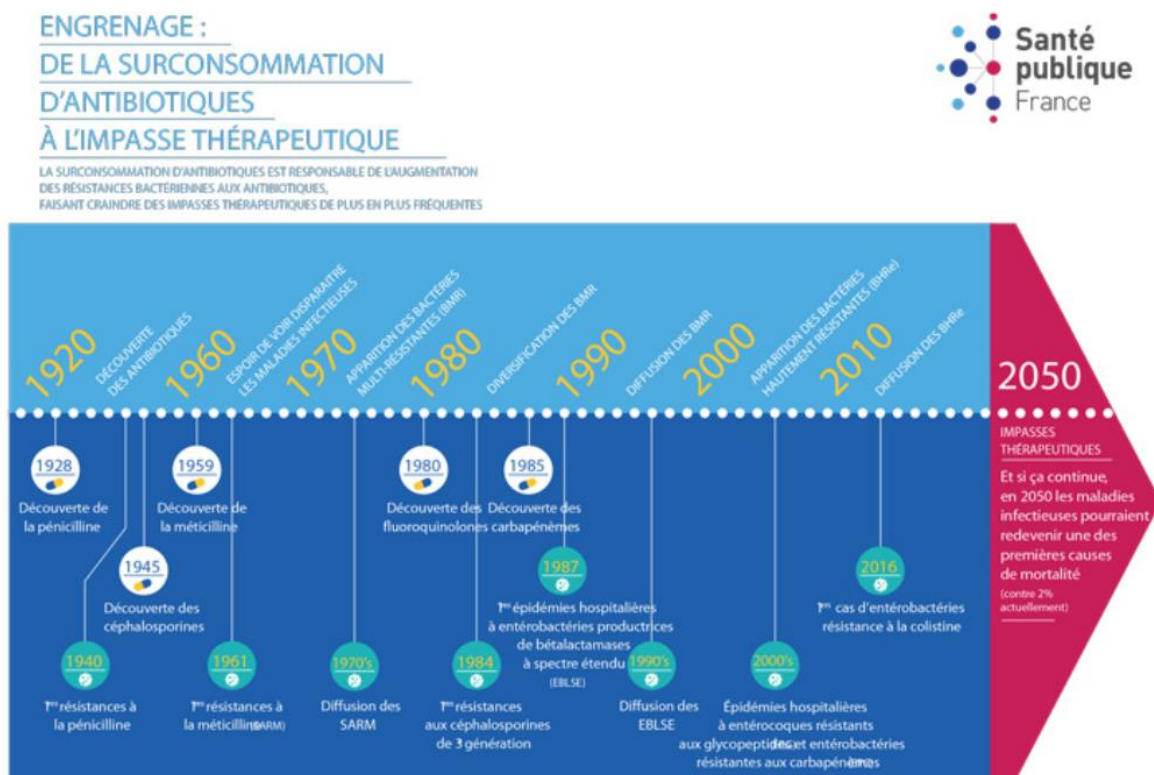 ENGRENAGE :
DE LA SURCONSOMMATION
D'ANTIBIOTIQUES
À L'IMPASSE THÉRAPEUTIQUE
LA SURCONSOMMATION D'ANTIBIOTIQUES EST RESPONSABLE DE L'AUGMENTATION
DES RÉSISTANCES BACTÉRIENNES AUX ANTIBIOTIQUES,
FAISANT CRAINDRE DES IMPASSES THÉRAPEUTIQUES DE PLUS EN PLUS FRÉQUENTES
Santé
publique
France
1920
DÉCOUVERTE
DES ANTIBIOTIQUES
1960
ESPOIR DE VOIR DISPARAITRE
LES MALADIES INFECTIEUSES
1970
APPARITION DES BACTÉRIES
MULTI-RÉSISTANTES (BMR)
1980
DIVERSIFICATION DES BMR
1990
DIFFUSION DES BMR
2000
APPARITION DES BACTÉRIES
HAUTEMENT RÉSISTANTES (BHRe)
2010
DIFFUSION DES BHRe
2050
IMPASSES
THÉRAPEUTIQUES
Et si ça continue,
en 2050 les maladies
infectieuses pourraient
redevenir une des
premières causes
de mortalité
(contre 2%
actuellement)
1928
Découverte de
la pénicilline
1959
Découverte de
la méticilline
1980
Découverte des
fluoroquinolones
1985
Découverte des
carbapénèmes
1945
Découverte des
céphalosporines
1987
1res épidémies hospitalières
à entérobactéries productrices
de bétalactamases
à spectre étendu
(EBLSE)
2016
1ers cas d'entérobactéries
résistance à la colistine
1940
1res résistances à
la pénicilline
1961
1res résistances à
la méticilline (SARM)
1970's
Diffusion des
SARM
1984
1res résistances
aux céphalosporines
de 3 génération
1990's
Diffusion des
EBLSE
2000's
Épidémies hospitalières
à entérocoques résistants
aux glycopeptides et entérobactéries
résistantes aux carbapénèmes